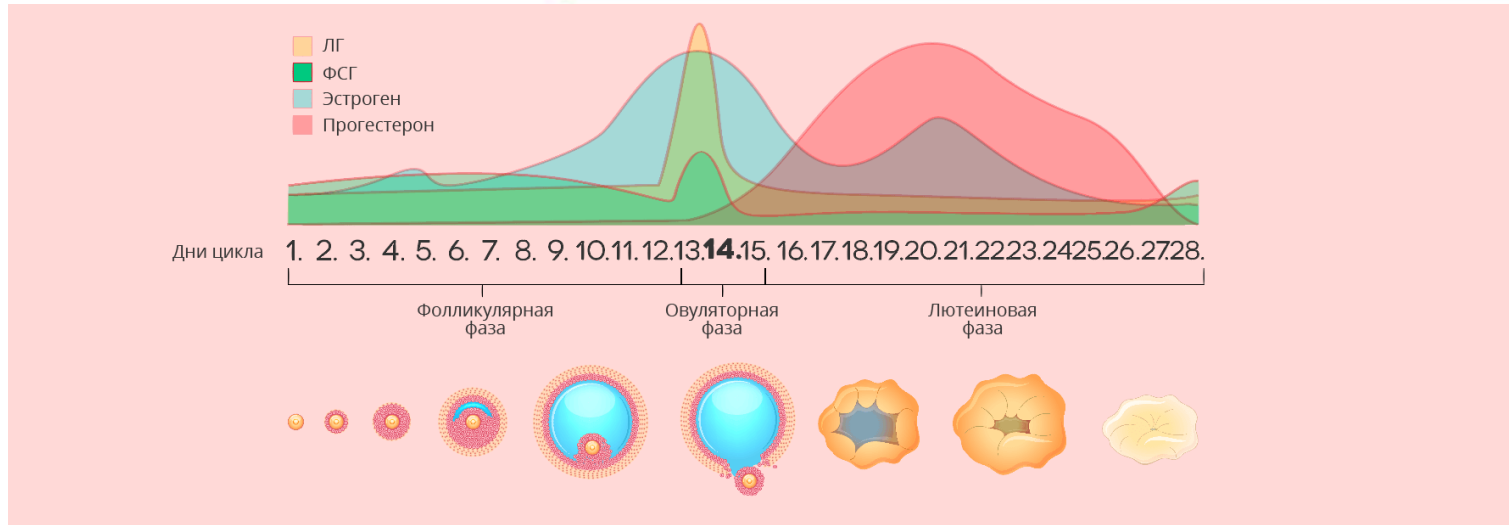 ЛГ
ФСГ
Эстроген
Прогестерон
Дни цикла 1. 2. 3. 4. 5. 6. 7. 8. 9. 10. 11. 12. 13. 14. 15. 16. 17. 18. 19. 20. 21. 22. 23. 24. 25. 26. 27. 28.
Фолликулярная
фаза
Овуляторная
фаза
Лютеиновая
фаза